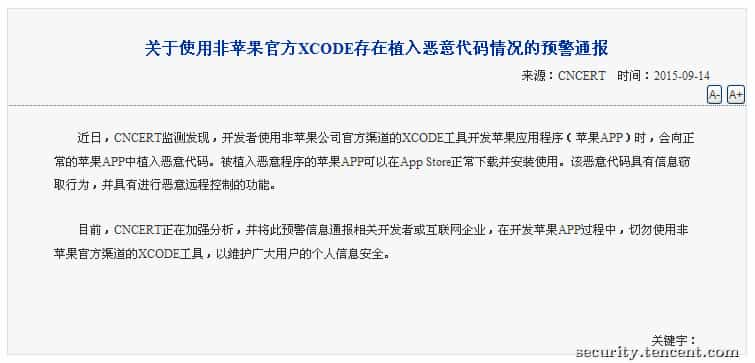 关于使用非苹果官方XCODE存在植入恶意代码情况的预警通报
来源：CNCERT 时间：2015-09-14
A- A+
近日，CNCERT监测发现，开发者使用非苹果公司官方渠道的XCODE工具开发苹果应用程序（苹果APP）时，会向正
常的苹果APP中植入恶意代码。被植入恶意程序的苹果APP可以在App Store正常下载并安装使用。该恶意代码具有信息窃
取行为，并具有进行恶意远程控制的功能。
目前，CNCERT正在加强分析，并将此预警信息通报相关开发者或互联网企业，在开发苹果APP过程中，切勿使用非
苹果官方渠道的XCODE工具，以维护广大用户的个人信息安全。
关键字：
security.tencent.com